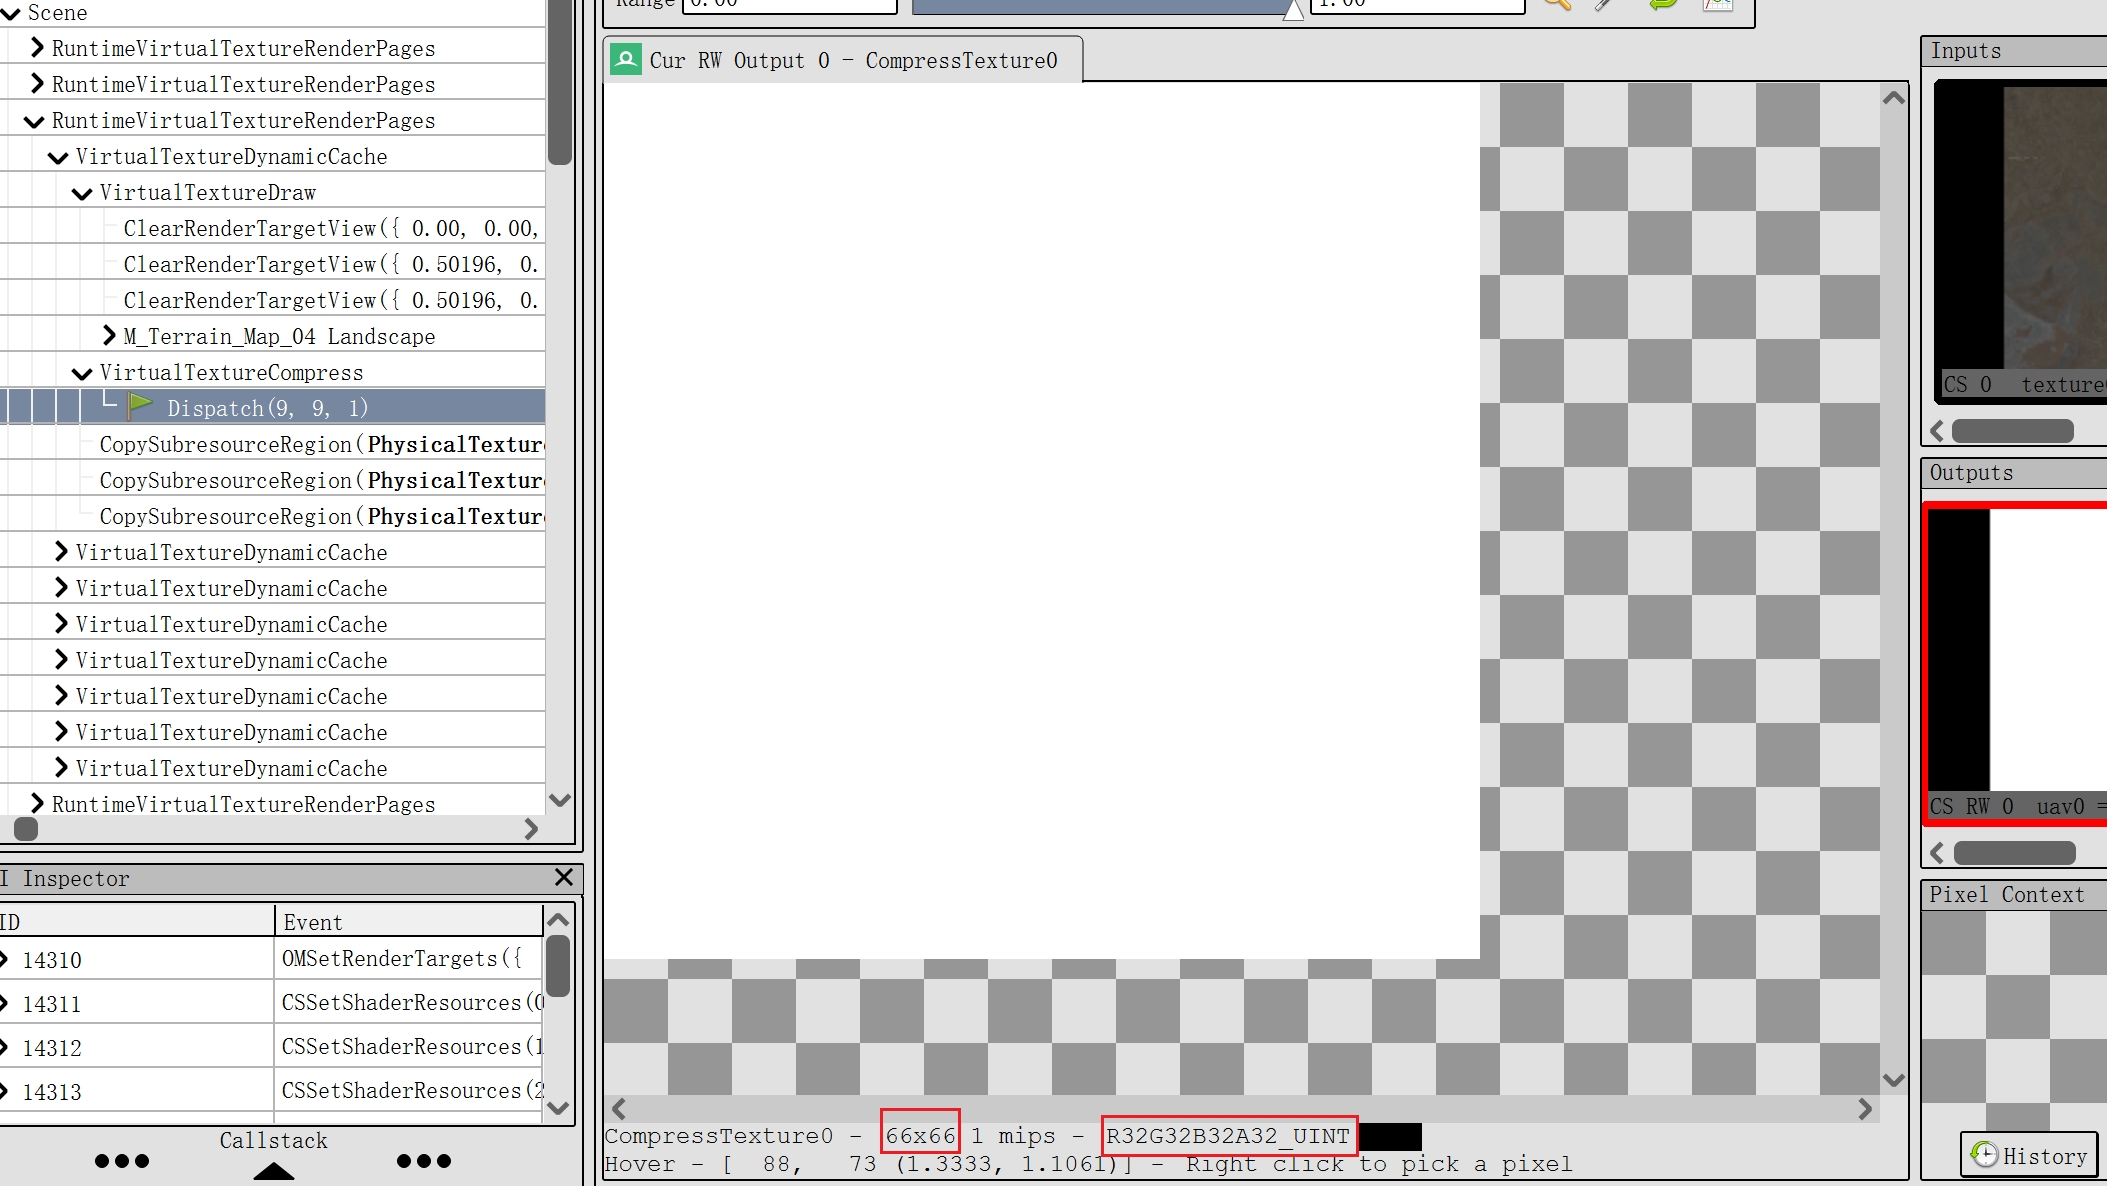 Scene
RuntimeVirtualTextureRenderPages
RuntimeVirtualTextureRenderPages
RuntimeVirtualTextureRenderPages
VirtualTextureDynamicCache
VirtualTextureDraw
ClearRenderTargetView({ 0.00, 0.00,
ClearRenderTargetView({ 0.50196, 0.
ClearRenderTargetView({ 0.50196, 0.
M_Terrain_Map_04 Landscape
VirtualTextureCompress
Dispatch(9, 9, 1)
CopySubresourceRegion(PhysicalTexture
CopySubresourceRegion(PhysicalTexture
CopySubresourceRegion(PhysicalTexture
VirtualTextureDynamicCache
VirtualTextureDynamicCache
VirtualTextureDynamicCache
VirtualTextureDynamicCache
VirtualTextureDynamicCache
VirtualTextureDynamicCache
VirtualTextureDynamicCache
RuntimeVirtualTextureRenderPages
I Inspector
ID Event
14310 OMSetRenderTargets({
14311 CSSetShaderResources(0
14312 CSSetShaderResources(1
14313 CSSetShaderResources(2
Callstack
Range 0.00 1.00
Cur RW Output 0 - CompressTexture0
CompressTexture0 - 66x66 1 mips - R32G32B32A32_UINT
Hover - [ 88, 73 (1.3333, 1.1061)] - Right click to pick a pixel
Inputs
CS 0 texture
Outputs
CS RW 0 uav0 =
Pixel Context
History